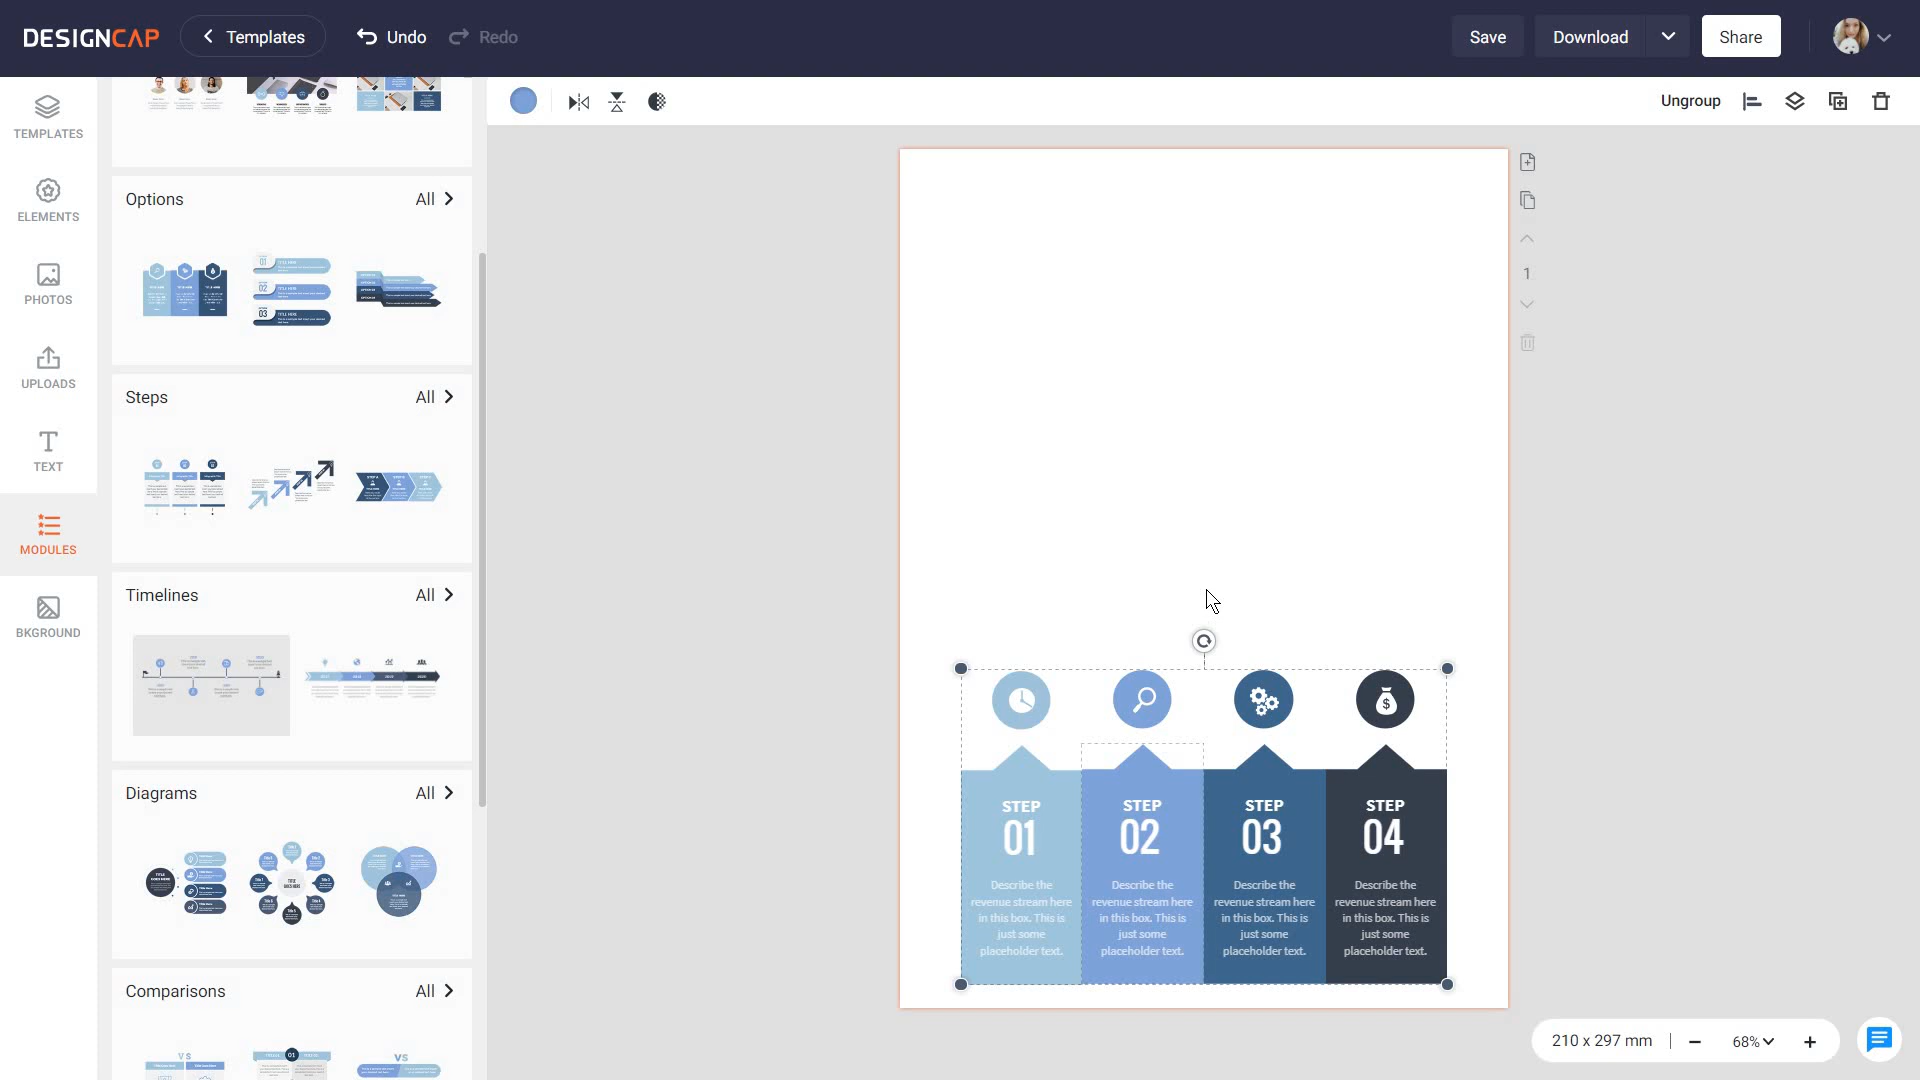 DESIGNCAP
Templates
Undo
Redo
Save
Download
Share
TEMPLATES
ELEMENTS
PHOTOS
UPLOADS
TEXT
MODULES
BKGROUND
Options
All
Steps
All
Timelines
All
Diagrams
All
Comparisons
All
Ungroup
1
STEP
01
Describe the
revenue stream here
in this box. This is
just some
placeholder text.
STEP
02
Describe the
revenue stream here
in this box. This is
just some
placeholder text.
STEP
03
Describe the
revenue stream here
in this box. This is
just some
placeholder text.
STEP
04
Describe the
revenue stream here
in this box. This is
just some
placeholder text.
210 x 297 mm
68%